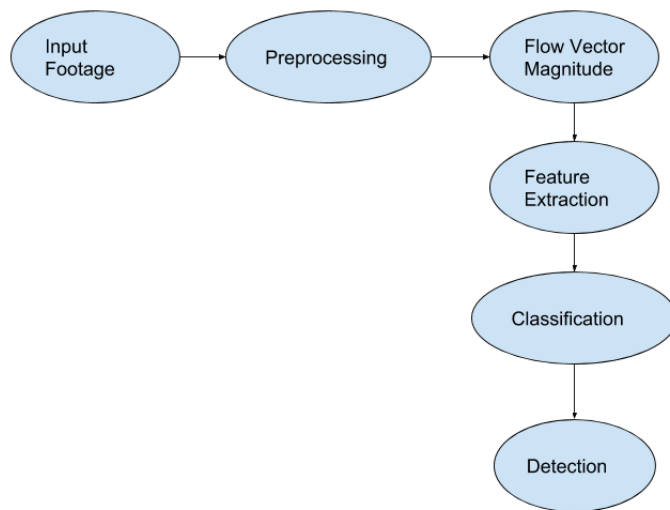 Input
Footage
Preprocessing
Flow Vector
Magnitude
Feature
Extraction
Classification
Detection